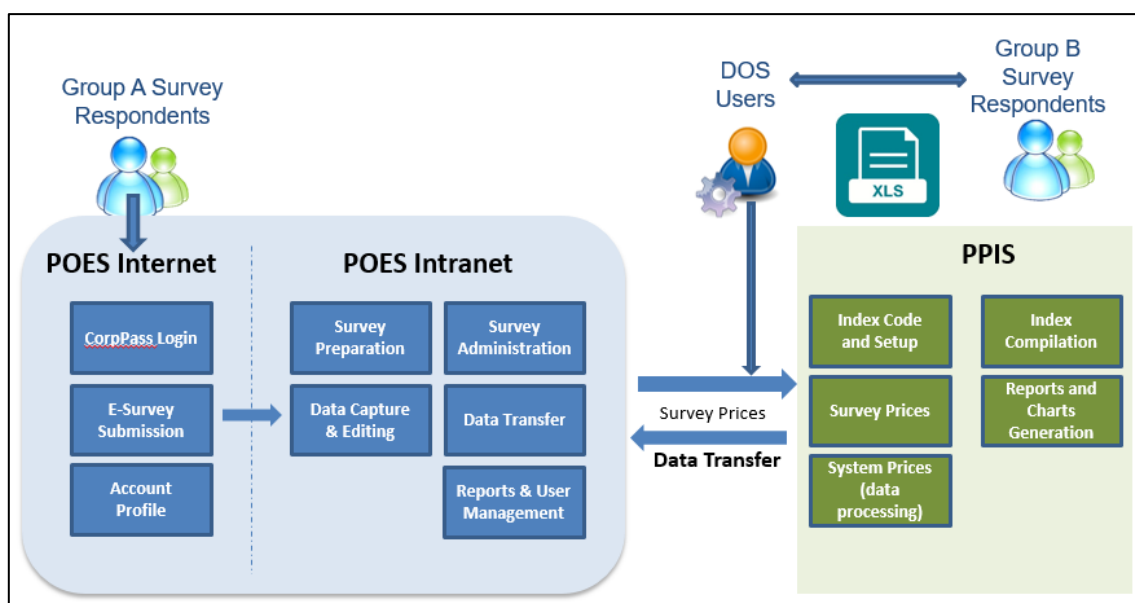 Group A Survey
Respondents
DOS
Users
Group B
Survey
Respondents
XLS
POES Internet
POES Intranet
PPIS
CorpPass Login
E-Survey
Submission
Account
Profile
Survey
Preparation
Survey
Administration
Data Capture
& Editing
Data Transfer
Reports & User
Management
Survey Prices
Data Transfer
Index Code
and Setup
Index
Compilation
Survey Prices
Reports and
Charts
Generation
System Prices
(data
processing)